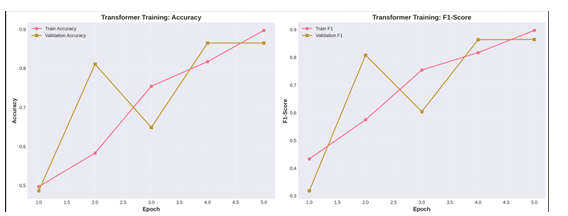 Transformer Training: Accuracy
Train Accuracy
Validation Accuracy
0.9
0.8
0.7
0.6
0.5
Accuracy
1.0 1.5 2.0 2.5 3.0 3.5 4.0 4.5 5.0
Epoch
Transformer Training: F1-Score
Train F1
Validation F1
0.9
0.8
0.7
0.6
0.5
0.4
0.3
F1-Score
1.0 1.5 2.0 2.5 3.0 3.5 4.0 4.5 5.0
Epoch